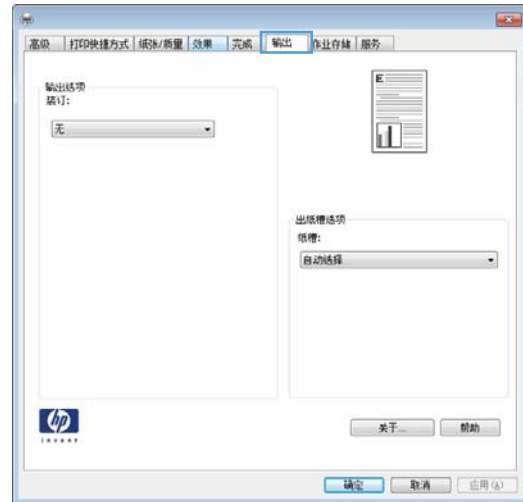 高级 打印快捷方式 纸张/质量 效果 完成 输出 作业存储 服务
输出选项
装订:
无
E
出纸槽选项
纸槽:
自动选择
hp
invent
关于... 帮助
确定 取消 应用(A)